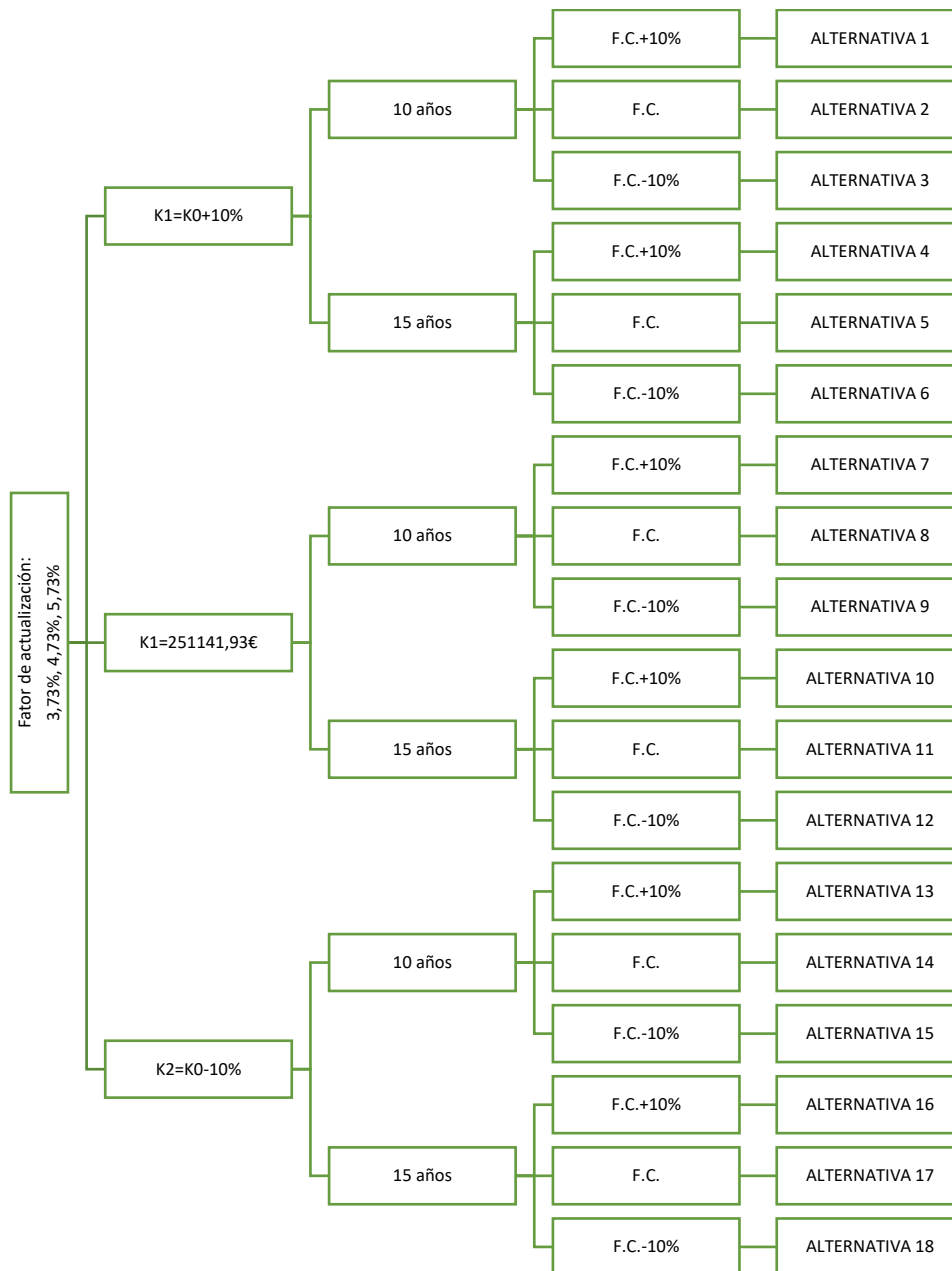 Fator de actualización:
3,73%, 4,73%, 5,73%
K1=K0+10%
10 años
F.C.+10%
ALTERNATIVA 1
F.C.
ALTERNATIVA 2
F.C.-10%
ALTERNATIVA 3
15 años
F.C.+10%
ALTERNATIVA 4
F.C.
ALTERNATIVA 5
F.C.-10%
ALTERNATIVA 6
K1=251141,93€
10 años
F.C.+10%
ALTERNATIVA 7
F.C.
ALTERNATIVA 8
F.C.-10%
ALTERNATIVA 9
15 años
F.C.+10%
ALTERNATIVA 10
F.C.
ALTERNATIVA 11
F.C.-10%
ALTERNATIVA 12
K2=K0-10%
10 años
F.C.+10%
ALTERNATIVA 13
F.C.
ALTERNATIVA 14
F.C.-10%
ALTERNATIVA 15
15 años
F.C.+10%
ALTERNATIVA 16
F.C.
ALTERNATIVA 17
F.C.-10%
ALTERNATIVA 18